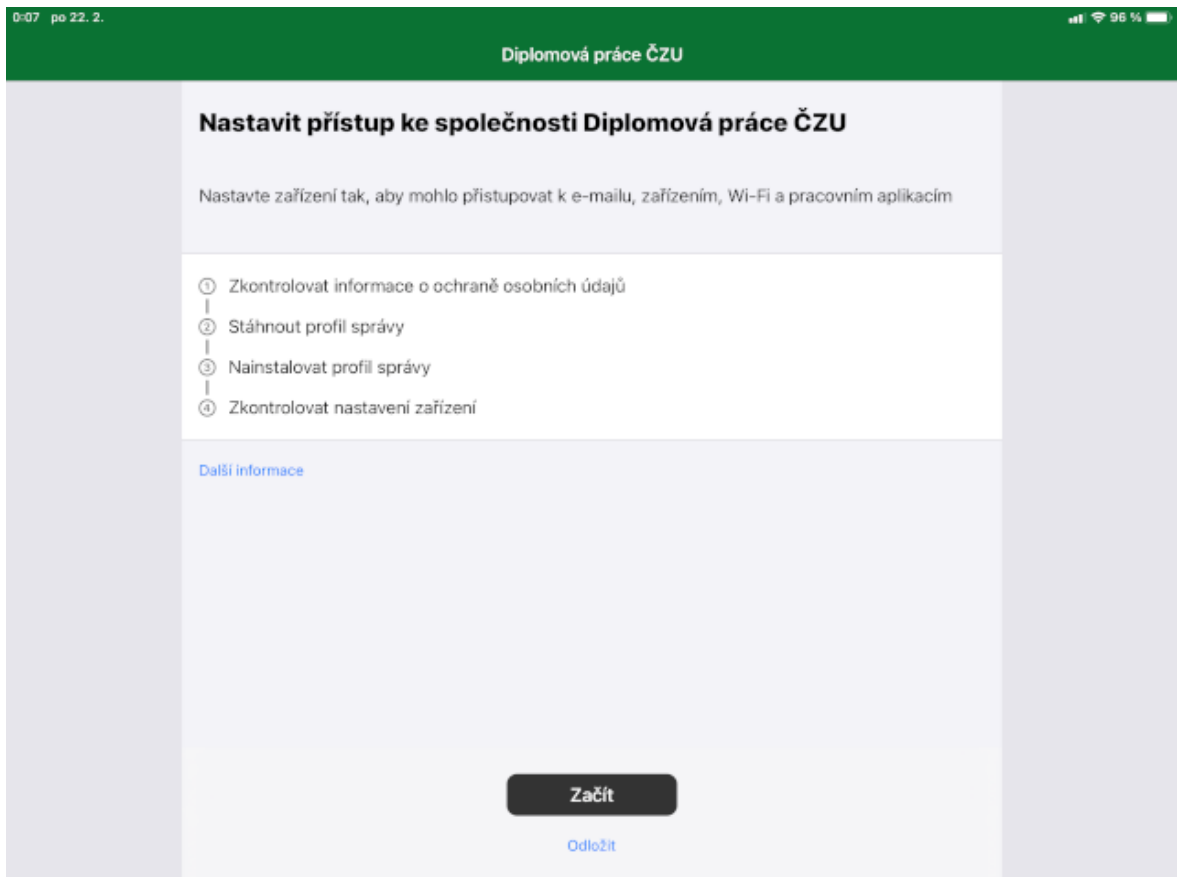 0:07 po 22. 2.
96 %
Diplomová práce ČZU
Nastavit přístup ke společnosti Diplomová práce ČZU
Nastavte zařízení tak, aby mohlo přistupovat k e-mailu, zařízením, Wi-Fi a pracovním aplikacím
1 Zkontrolovat informace o ochraně osobních údajů
2 Stáhnout profil správy
3 Nainstalovat profil správy
4 Zkontrolovat nastavení zařízení
Další informace
Začít
Odložit